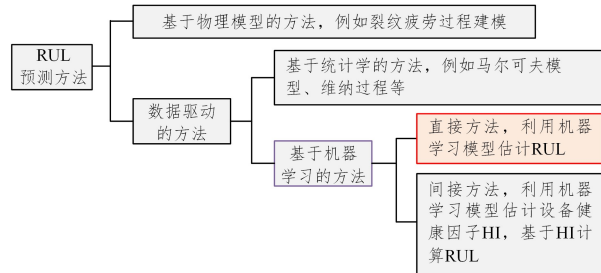 基于物理模型的方法，例如裂纹疲劳过程建模
RUL
预测方法
基于统计学的方法，例如马尔可夫模
型、维纳过程等
数据驱动
的方法
直接方法，利用机器
学习模型估计RUL
基于机器
学习的方法
间接方法，利用机器
学习模型估计设备健
康因子HI，基于HI计
算RUL